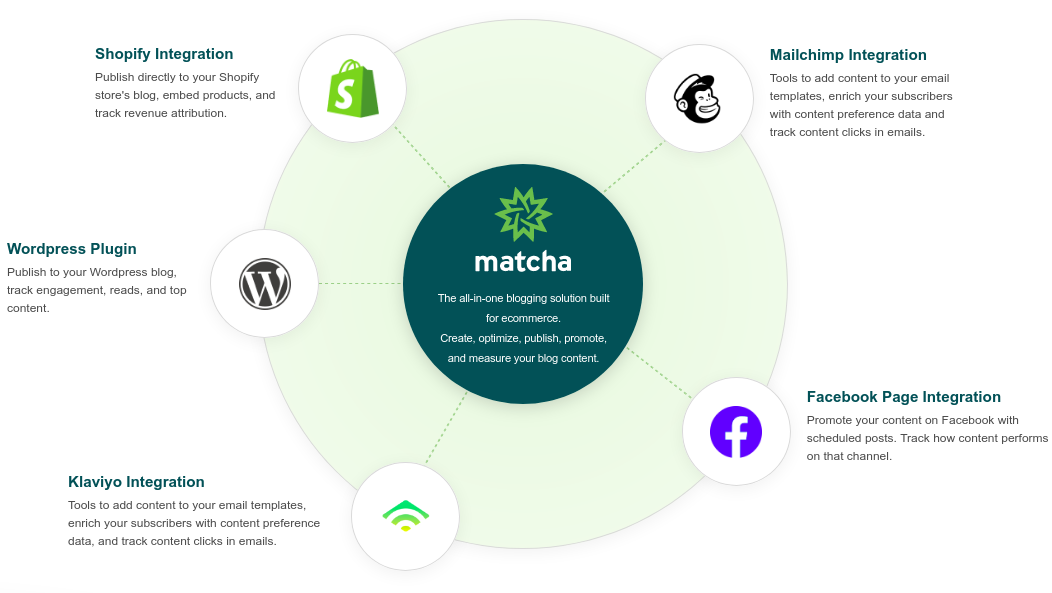 Shopify Integration
Publish directly to your Shopify
store's blog, embed products, and
track revenue attribution.
Mailchimp Integration
Tools to add content to your email
templates, enrich your subscribers
with content preference data and
track content clicks in emails.
Wordpress Plugin
Publish to your Wordpress blog,
track engagement, reads, and top
content.
matcha
The all-in-one blogging solution built
for ecommerce.
Create, optimize, publish, promote,
and measure your blog content.
Facebook Page Integration
Promote your content on Facebook with
scheduled posts. Track how content performs
on that channel.
Klaviyo Integration
Tools to add content to your email templates,
enrich your subscribers with content preference
data, and track content clicks in emails.